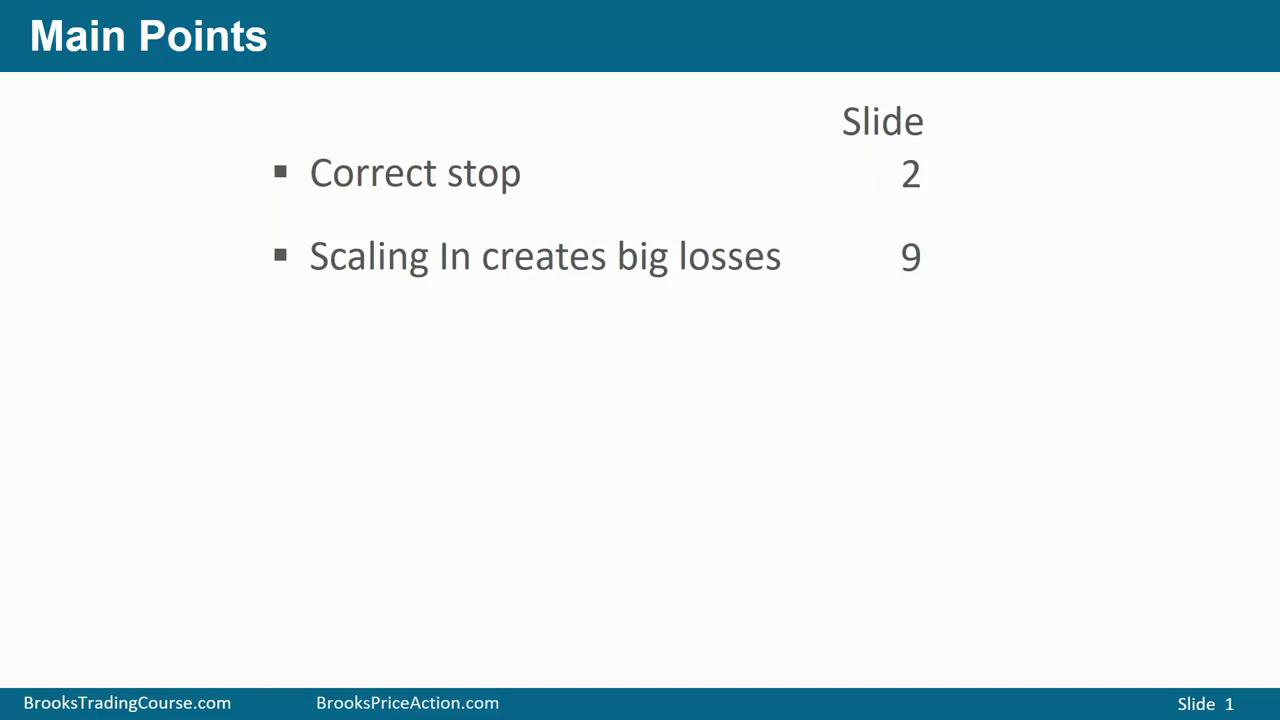 Main Points
Slide
▪ Correct stop 2
▪ Scaling In creates big losses 9
BrooksTradingCourse.com BrooksPriceAction.com Slide 1